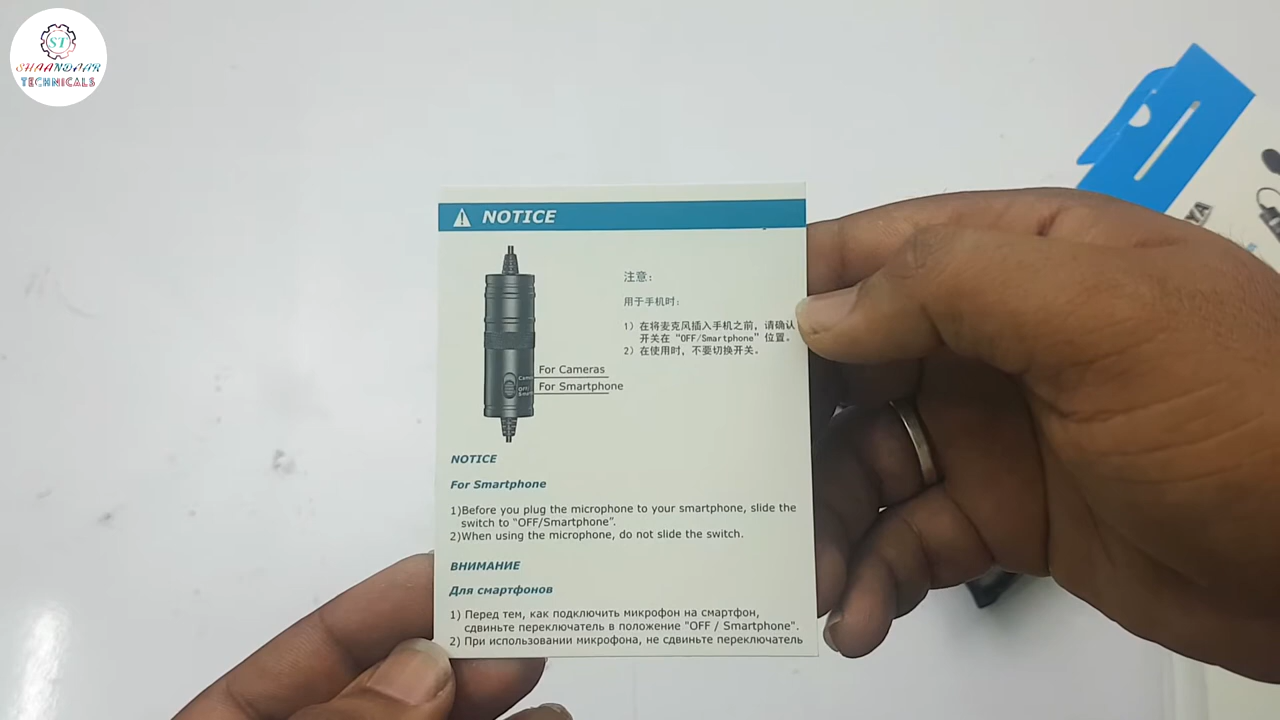 ST
SHAANDAAR
TECHNICALS
NOTICE
注意：
用于手机时：
1）在将麦克风插入手机之前，请确认
开关在“OFF/Smartphone”位置。
2）在使用时，不要切换开关。
For Cameras
For Smartphone
NOTICE
For Smartphone
1)Before you plug the microphone to your smartphone, slide the
switch to “OFF/Smartphone”.
2)When using the microphone, do not slide the switch.
ВНИМАНИЕ
Для смартфонов
1) Перед тем, как подключить микрофон на смартфон,
сдвиньте переключатель в положение "OFF / Smartphone".
2) При использовании микрофона, не сдвиньте переключатель